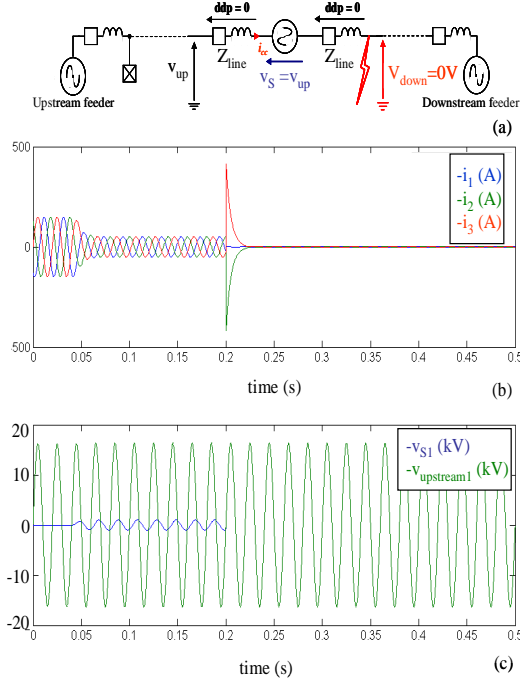 ddp = 0
ddp = 0
v_up
Z_line
i_cc
v_S = v_up
Z_line
V_down=0V
Upstream feeder
Downstream feeder
(a)
500
0
-500
-i_1 (A)
-i_2 (A)
-i_3 (A)
0 0.05 0.1 0.15 0.2 0.25 0.3 0.35 0.4 0.45 0.5
time (s)
(b)
20
10
0
-10
-20
-v_S1 (kV)
-v_upstream1 (kV)
0 0.05 0.1 0.15 0.2 0.25 0.3 0.35 0.4 0.45 0.5
time (s)
(c)